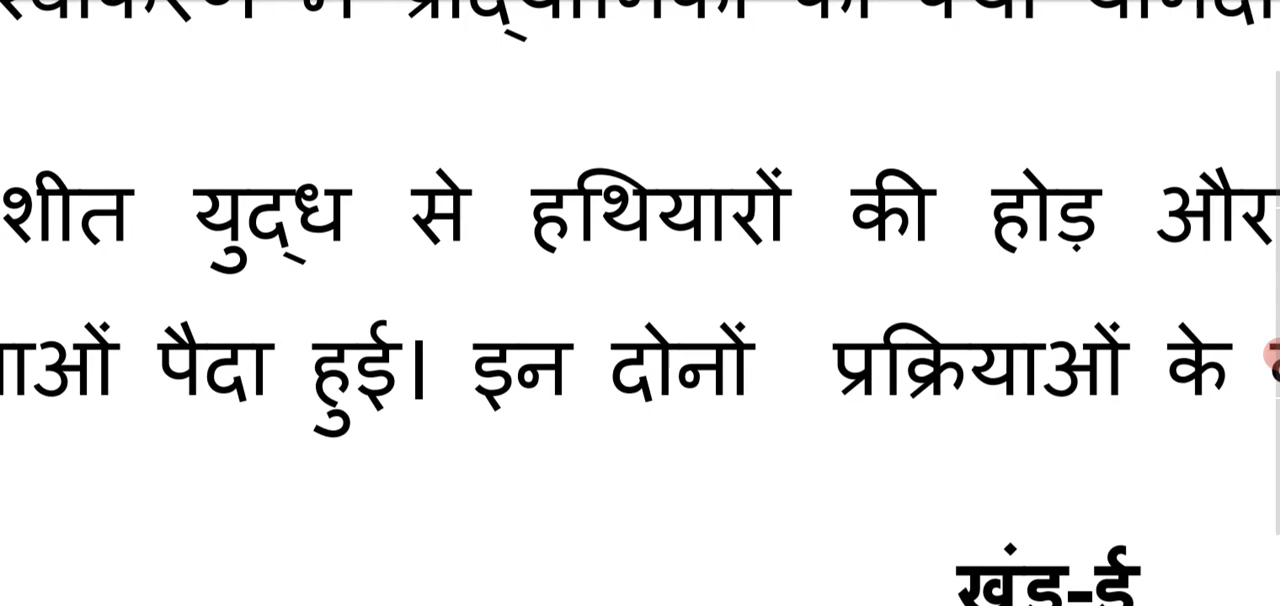 शीत युद्ध से हथियारों की होड़ और
पैदा हुई। इन दोनों प्रक्रियाओं के
खंड-ई